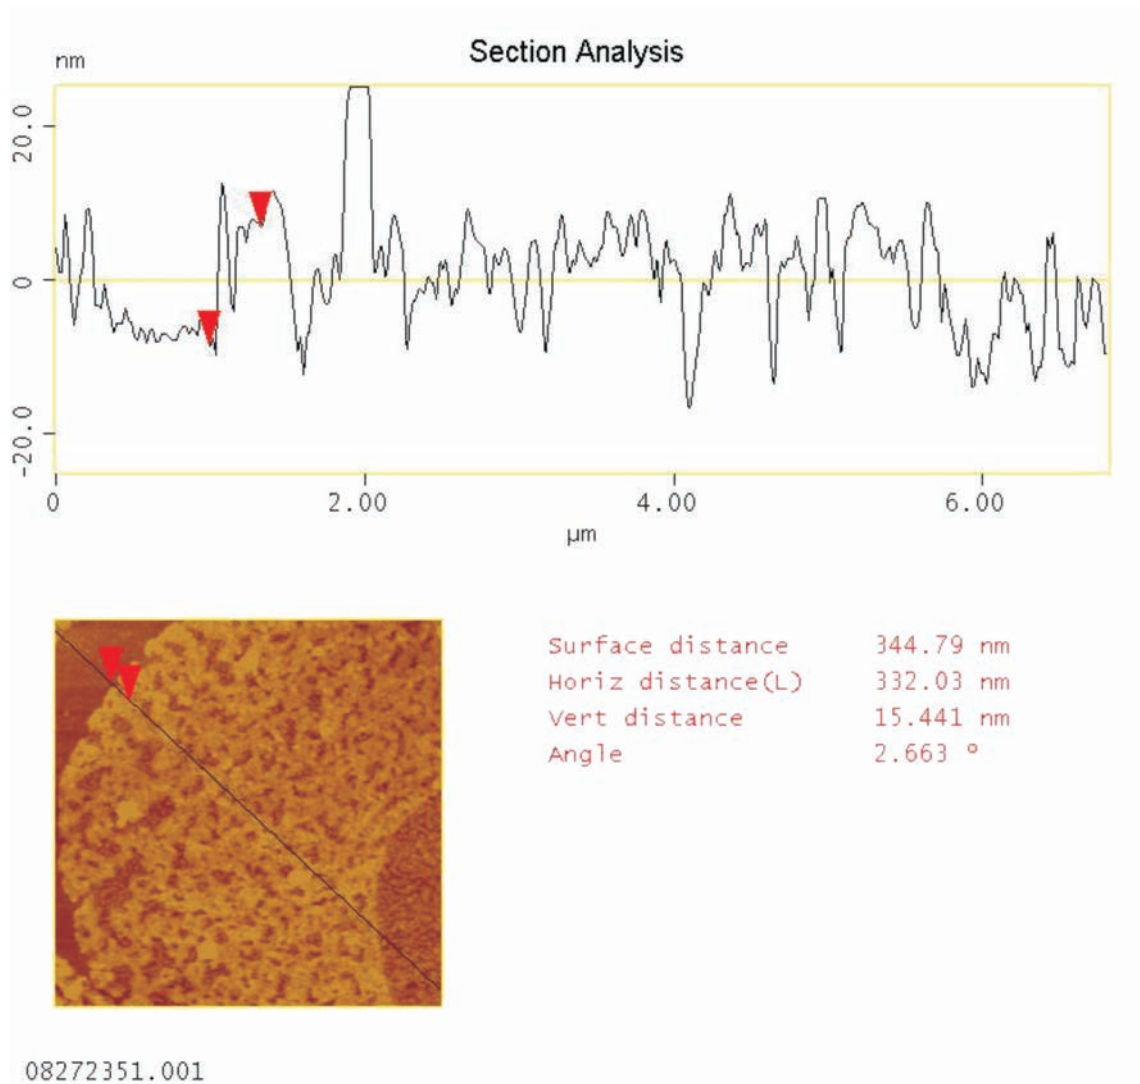 Section Analysis
nm
20.0
0
-20.0
0 2.00 4.00 6.00
µm
Surface distance 344.79 nm
Horiz distance(L) 332.03 nm
Vert distance 15.441 nm
Angle 2.663 °
08272351.001